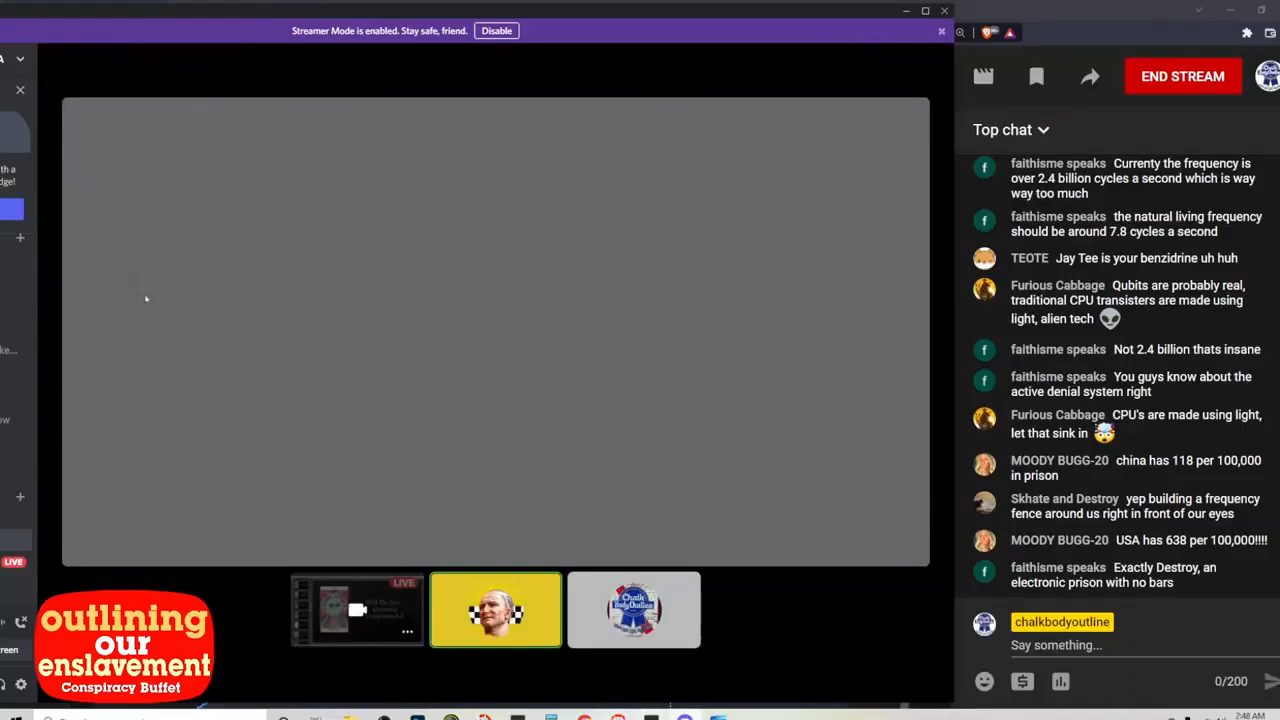 Streamer Mode is enabled. Stay safe, friend.
Disable
END STREAM
Top chat
faithisme speaks Currenty the frequency is
over 2.4 billion cycles a second which is way
way too much
faithisme speaks the natural living frequency
should be around 7.8 cycles a second
TEOTE Jay Tee is your benzidrine uh huh
Furious Cabbage Qubits are probably real,
traditional CPU transisters are made using
light, alien tech
faithisme speaks Not 2.4 billion thats insane
faithisme speaks You guys know about the
active denial system right
Furious Cabbage CPU's are made using light,
let that sink in
MOODY BUGG-20 china has 118 per 100,000
in prison
Skhate and Destroy yep building a frequency
fence around us right in front of our eyes
MOODY BUGG-20 USA has 638 per 100,000!!!!
faithisme speaks Exactly Destroy, an
electronic prison with no bars
chalkbodyoutline
Say something...
0/200
A
with a
dge!
ke...
ow
LIVE
reen
LIVE
Chalk
Body Outline
outlining
our
enslavement
Conspiracy Buffet
2:48 AM